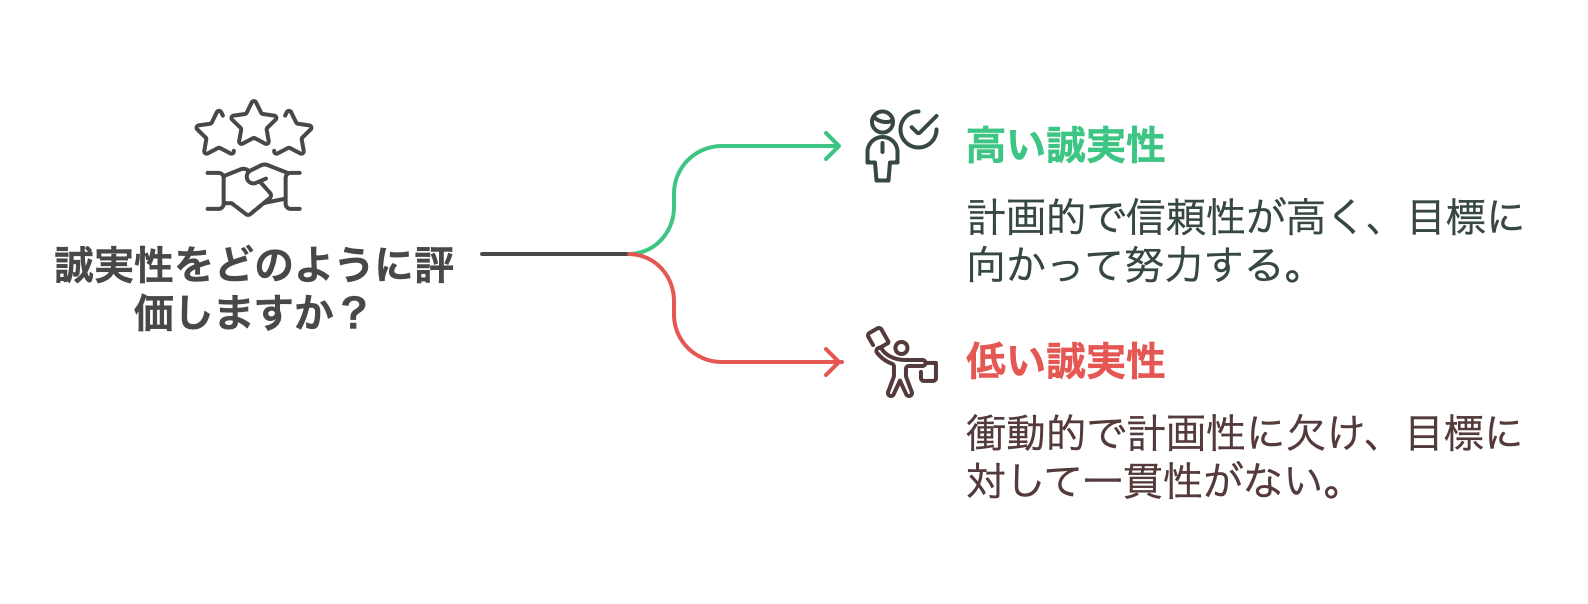 誠実性をどのように評
価しますか？
高い誠実性
計画的で信頼性が高く、目標に
向かって努力する。
低い誠実性
衝動的で計画性に欠け、目標に
対して一貫性がない。